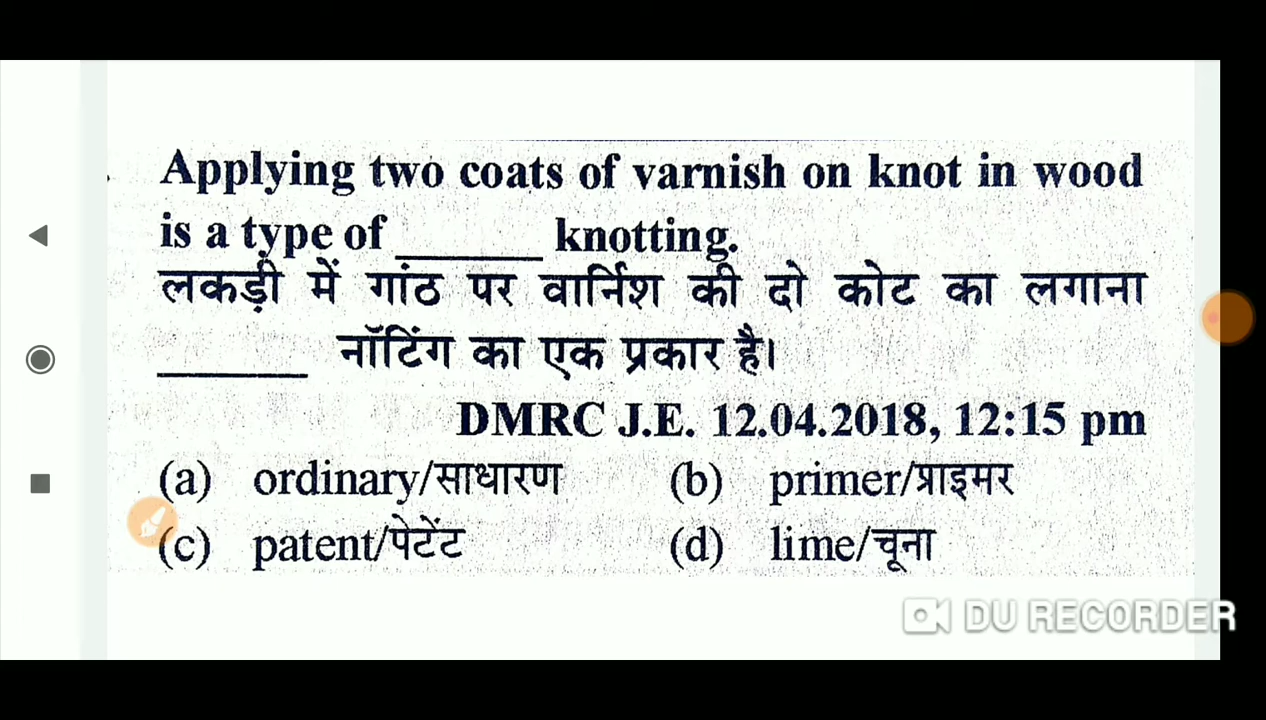 Applying two coats of varnish on knot in wood
is a type of ______ knotting.
लकड़ी में गांठ पर वार्निश की दो कोट का लगाना
______ नॉटिंग का एक प्रकार है।
DMRC J.E. 12.04.2018, 12:15 pm
(a) ordinary/साधारण (b) primer/प्राइमर
(c) patent/पेटेंट (d) lime/चूना
DU RECORDER